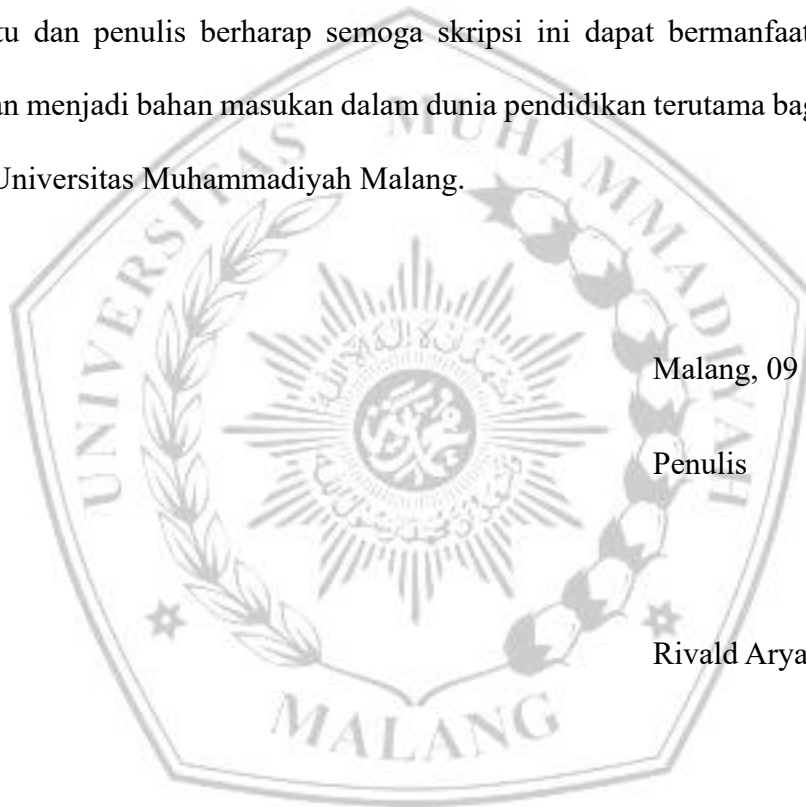 tu dan penulis berharap semoga skripsi ini dapat bermanfaat
an menjadi bahan masukan dalam dunia pendidikan terutama bag
Universitas Muhammadiyah Malang.
Malang, 09
Penulis
Rivald Arya
UNIVERSITAS MUHAMMADIYAH
MALANG